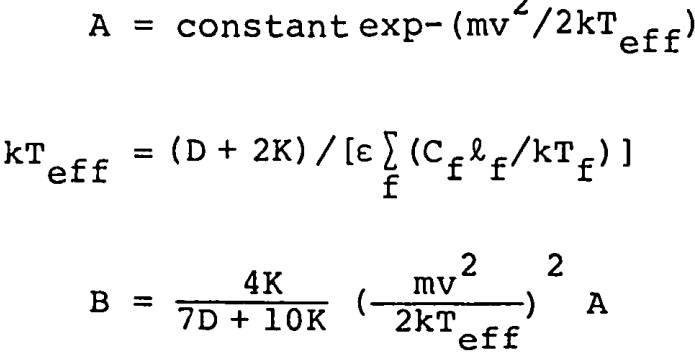 A = constant exp-(mv²/2kT_eff)
kT_eff = (D + 2K)/[ε∑_f(C_f ℓ_f/kT_f)]
B = 4K/(7D + 10K) (mv²/2kT_eff)² A